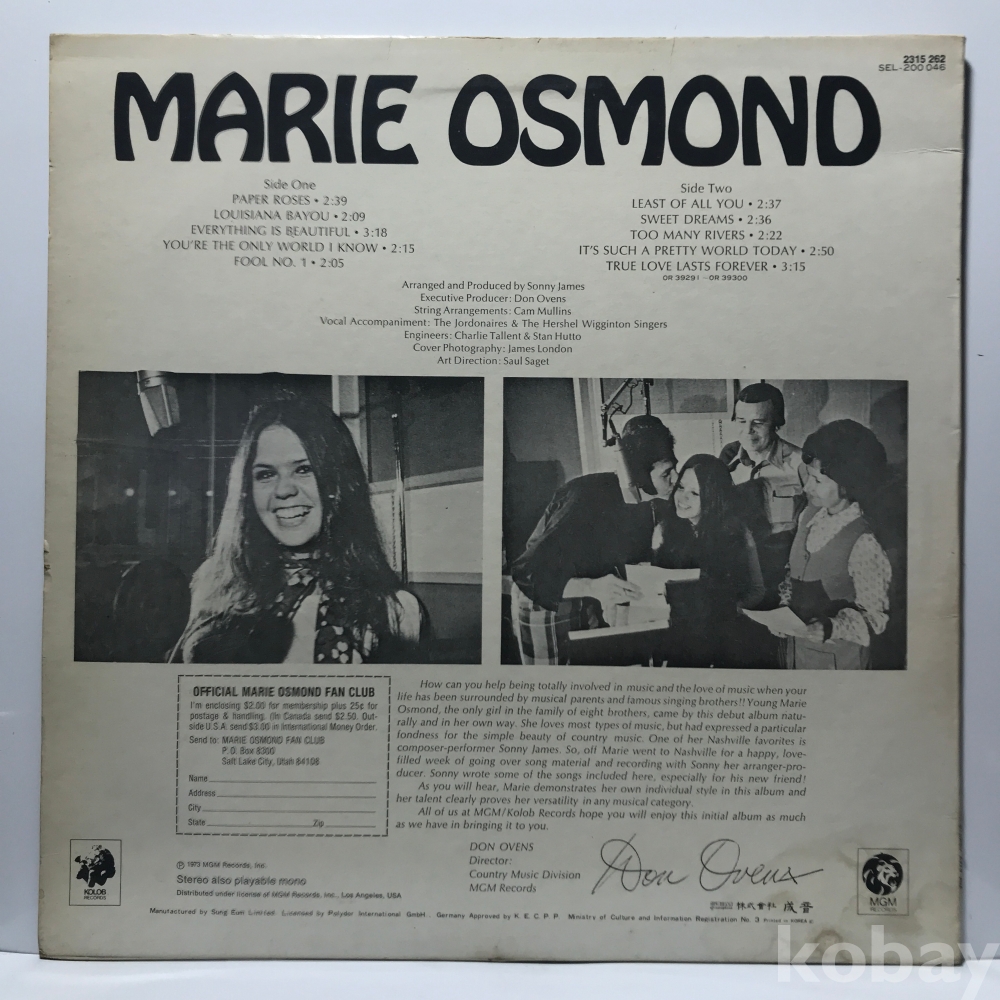 2315 262
SEL-200 046
MARIE OSMOND
Side One
PAPER ROSES • 2:39
LOUISIANA BAYOU • 2:09
EVERYTHING IS BEAUTIFUL • 3:18
YOU'RE THE ONLY WORLD I KNOW • 2:15
FOOL NO. 1 • 2:05
Side Two
LEAST OF ALL YOU • 2:37
SWEET DREAMS • 2:36
TOO MANY RIVERS • 2:22
IT'S SUCH A PRETTY WORLD TODAY • 2:50
TRUE LOVE LASTS FOREVER • 3:15
OR 39291—OR 39300
Arranged and Produced by Sonny James
Executive Producer: Don Ovens
String Arrangements: Cam Mullins
Vocal Accompaniment: The Jordonaires & The Hershel Wigginton Singers
Engineers: Charlie Tallent & Stan Hutto
Cover Photography: James London
Art Direction: Saul Saget
OFFICIAL MARIE OSMOND FAN CLUB
I'm enclosing $2.00 for membership plus 25¢ for
postage & handling. (In Canada send $2.50. Out-
side U.S.A. send $3.00 in International Money Order.
Send to: MARIE OSMOND FAN CLUB
P.O. Box 8300
Salt Lake City, Utah 84108
Name
Address
City
State Zip
How can you help being totally involved in music and the love of music when your
life has been surrounded by musical parents and famous singing brothers!! Young Marie
Osmond, the only girl in the family of eight brothers, came by this debut album natu-
rally and in her own way. She loves most types of music, but had expressed a particular
fondness for the simple beauty of country music. One of her Nashville favorites is
composer-performer Sonny James. So, off Marie went to Nashville for a happy, love-
filled week of going over song material and recording with Sonny her arranger-pro-
ducer. Sonny wrote some of the songs included here, especially for his new friend!
As you will hear, Marie demonstrates her own individual style in this album and
her talent clearly proves her versatility in any musical category.
All of us at MGM/Kolob Records hope you will enjoy this initial album as much
as we have in bringing it to you.
DON OVENS
Director:
Country Music Division
MGM Records
Don Ovens
KOLOB
RECORDS
℗ 1973 MGM Records, Inc.
Stereo also playable mono
Distributed under license of MGM Records, Inc., Los Angeles, USA
MGM
RECORDS
株式會社 成音
Manufactured by Sung Eum Limited. Licensed by Polydor International GmbH., Germany Approved by K.E.C.P.P. Ministry of Culture and Information Registration No. 3 Printed in KOREA
kobay